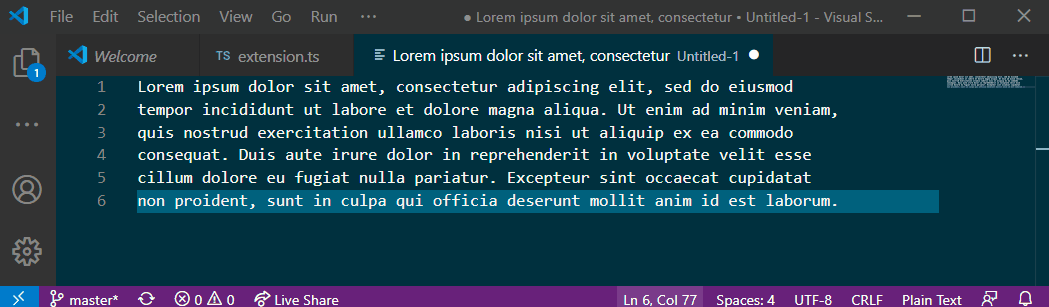 File Edit Selection View Go Run ··· ● Lorem ipsum dolor sit amet, consectetur • Untitled-1 - Visual S...
Welcome TS extension.ts Lorem ipsum dolor sit amet, consectetur Untitled-1 ● ···
1
1 Lorem ipsum dolor sit amet, consectetur adipiscing elit, sed do eiusmod
2 tempor incididunt ut labore et dolore magna aliqua. Ut enim ad minim veniam,
3 quis nostrud exercitation ullamco laboris nisi ut aliquip ex ea commodo
4 consequat. Duis aute irure dolor in reprehenderit in voluptate velit esse
5 cillum dolore eu fugiat nulla pariatur. Excepteur sint occaecat cupidatat
6 non proident, sunt in culpa qui officia deserunt mollit anim id est laborum.
master* 0 0 Live Share Ln 6, Col 77 Spaces: 4 UTF-8 CRLF Plain Text